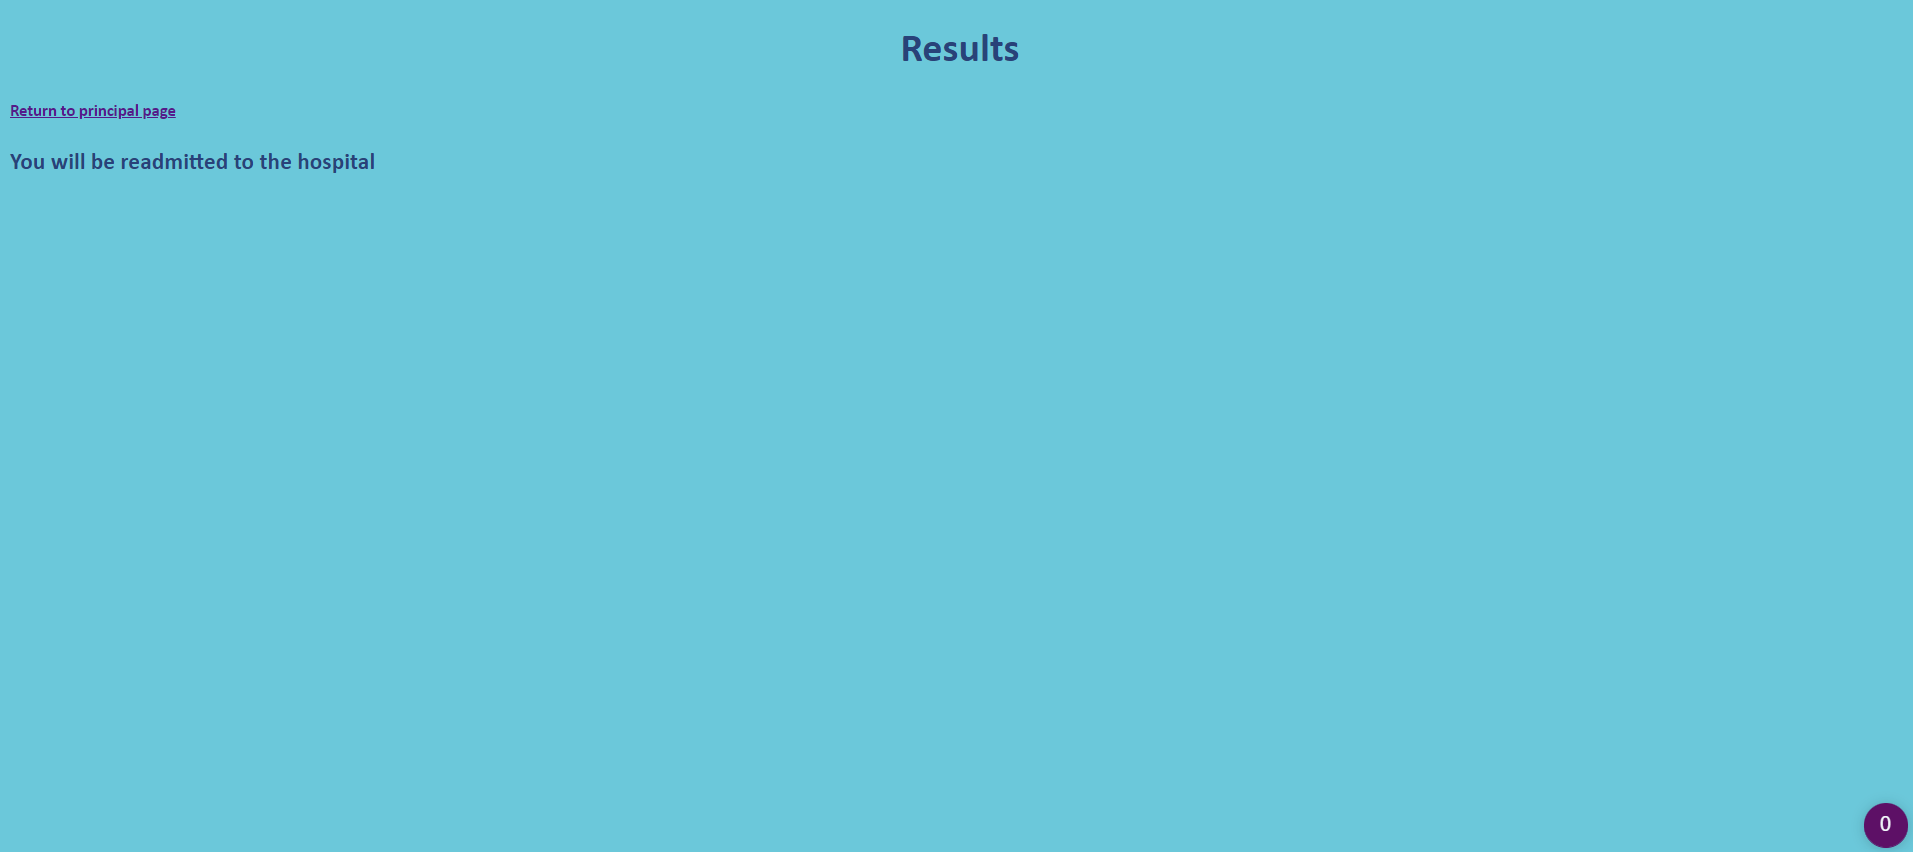 Results
Return to principal page
You will be readmitted to the hospital
0